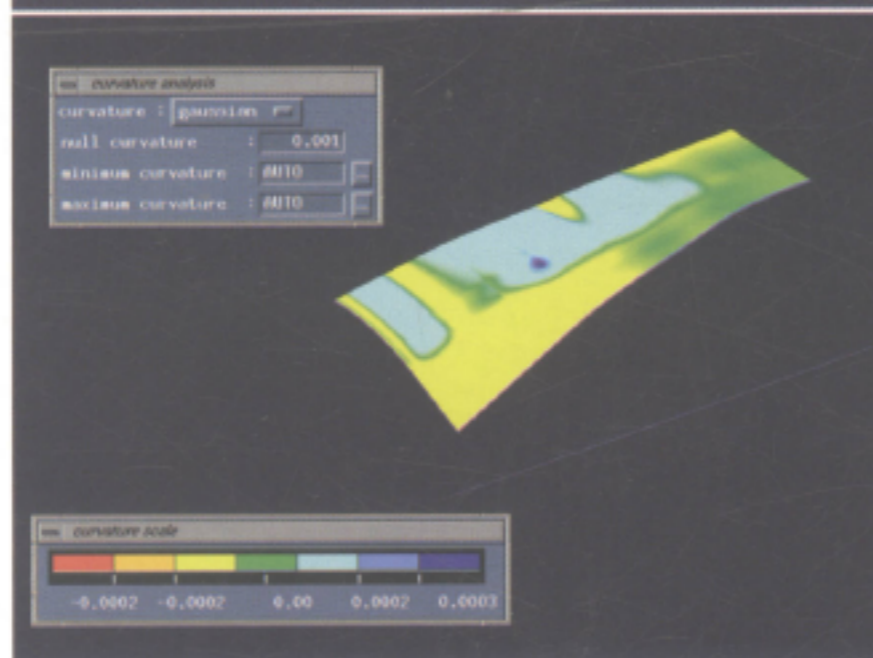 curvature analysis
curvature : gaussian
null curvature : 0.001
minimum curvature : AUTO
maximum curvature : AUTO
curvature scale
-0.0002 -0.0002 0.00 0.0002 0.0003